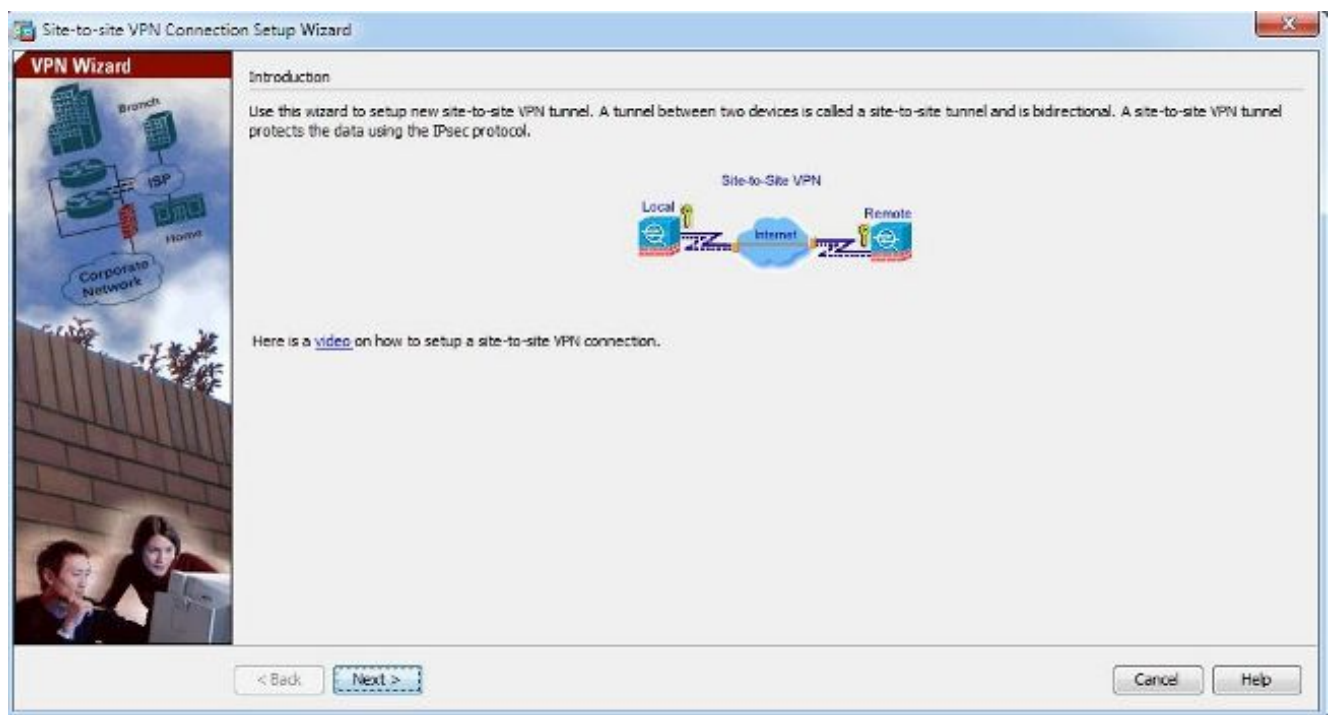 Site-to-site VPN Connection Setup Wizard
VPN Wizard
Branch
ISP
Home
Corporate
Network
Introduction
Use this wizard to setup new site-to-site VPN tunnel. A tunnel between two devices is called a site-to-site tunnel and is bidirectional. A site-to-site VPN tunnel
protects the data using the IPsec protocol.
Site-to-Site VPN
Local
Internet
Remote
Here is a video on how to setup a site-to-site VPN connection.
< Back
Next >
Cancel
Help